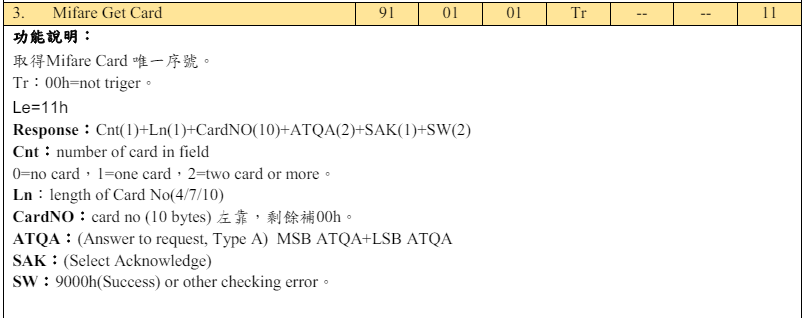 3. Mifare Get Card 91 01 01 Tr -- -- 11
功能說明：
取得Mifare Card 唯一序號。
Tr：00h=not triger。
Le=11h
Response：Cnt(1)+Ln(1)+CardNO(10)+ATQA(2)+SAK(1)+SW(2)
Cnt：number of card in field
0=no card，1=one card，2=two card or more。
Ln：length of Card No(4/7/10)
CardNO：card no (10 bytes) 左靠，剩餘補00h。
ATQA：(Answer to request, Type A) MSB ATQA+LSB ATQA
SAK：(Select Acknowledge)
SW：9000h(Success) or other checking error。